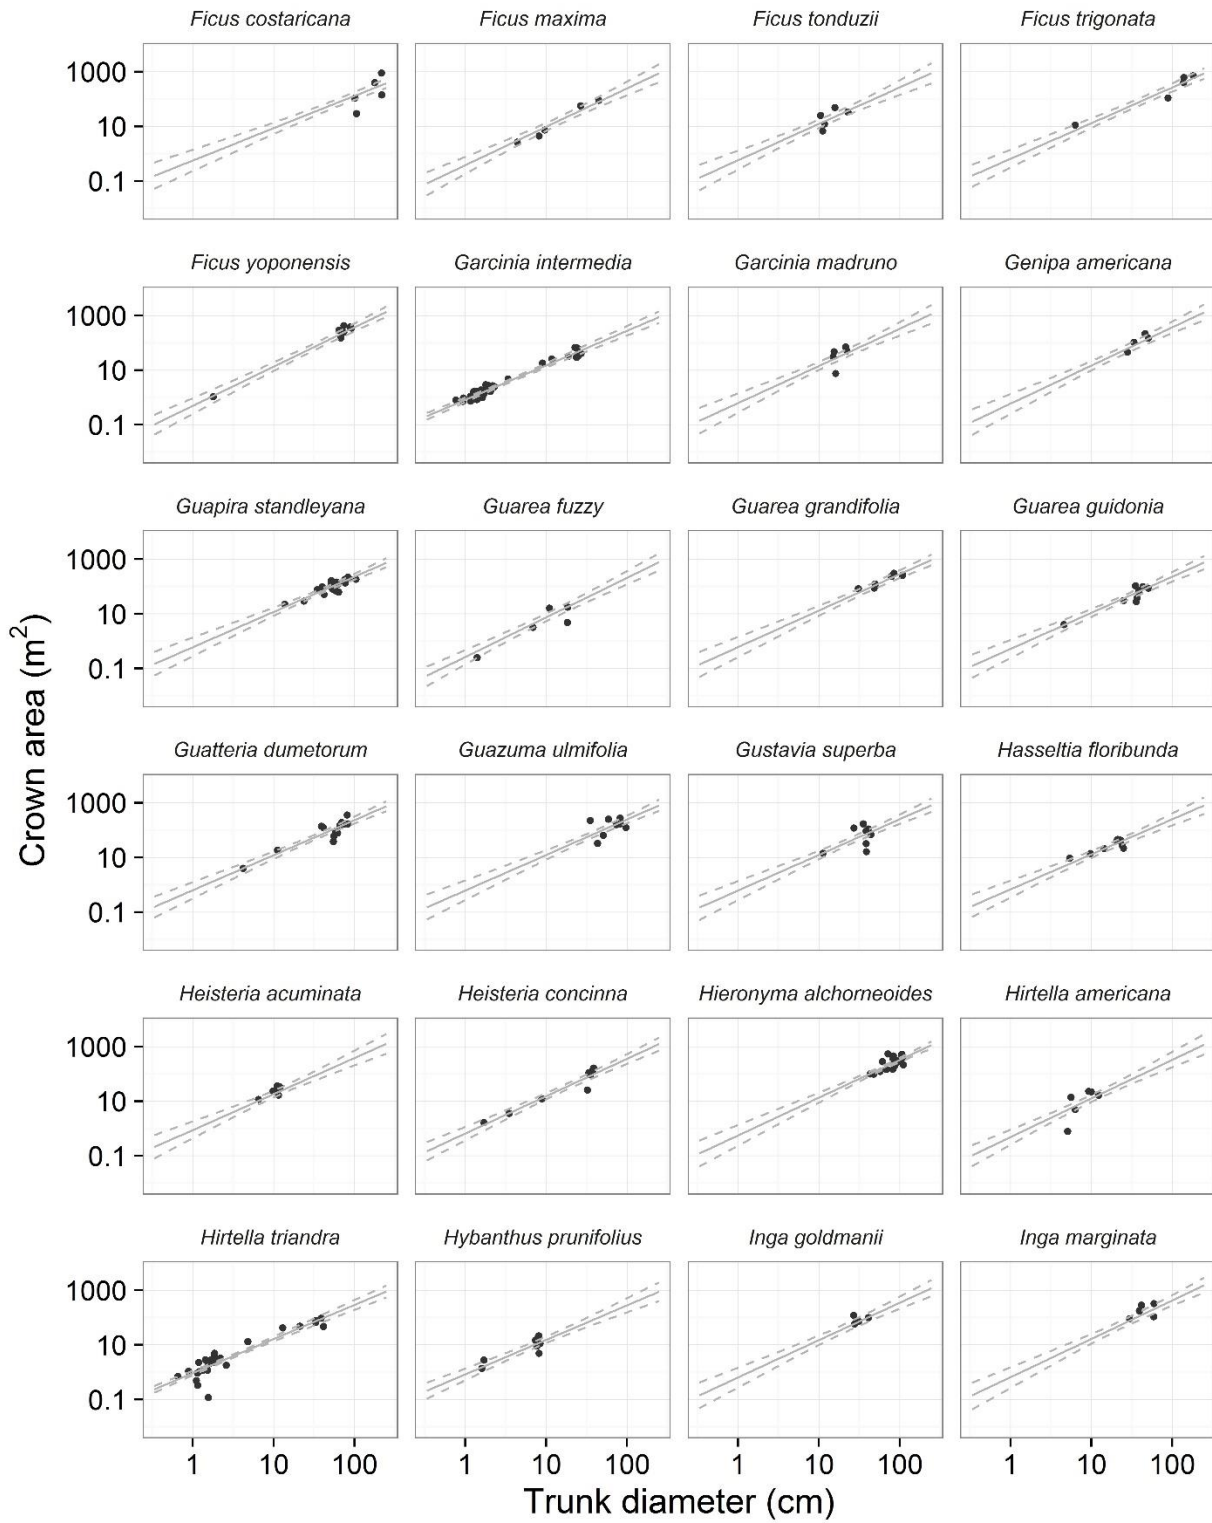 Ficus costaricana Ficus maxima Ficus tonduzii Ficus trigonata
1000
10
0.1
Ficus yoponensis Garcinia intermedia Garcinia madruno Genipa americana
1000
10
0.1
Guapira standleyana Guarea fuzzy Guarea grandifolia Guarea guidonia
1000
10
0.1
Guatteria dumetorum Guazuma ulmifolia Gustavia superba Hasseltia floribunda
1000
10
0.1
Heisteria acuminata Heisteria concinna Hieronyma alchorneoides Hirtella americana
1000
10
0.1
Hirtella triandra Hybanthus prunifolius Inga goldmanii Inga marginata
1000
10
0.1
1 10 100 1 10 100 1 10 100 1 10 100
Trunk diameter (cm)
Crown area (m²)